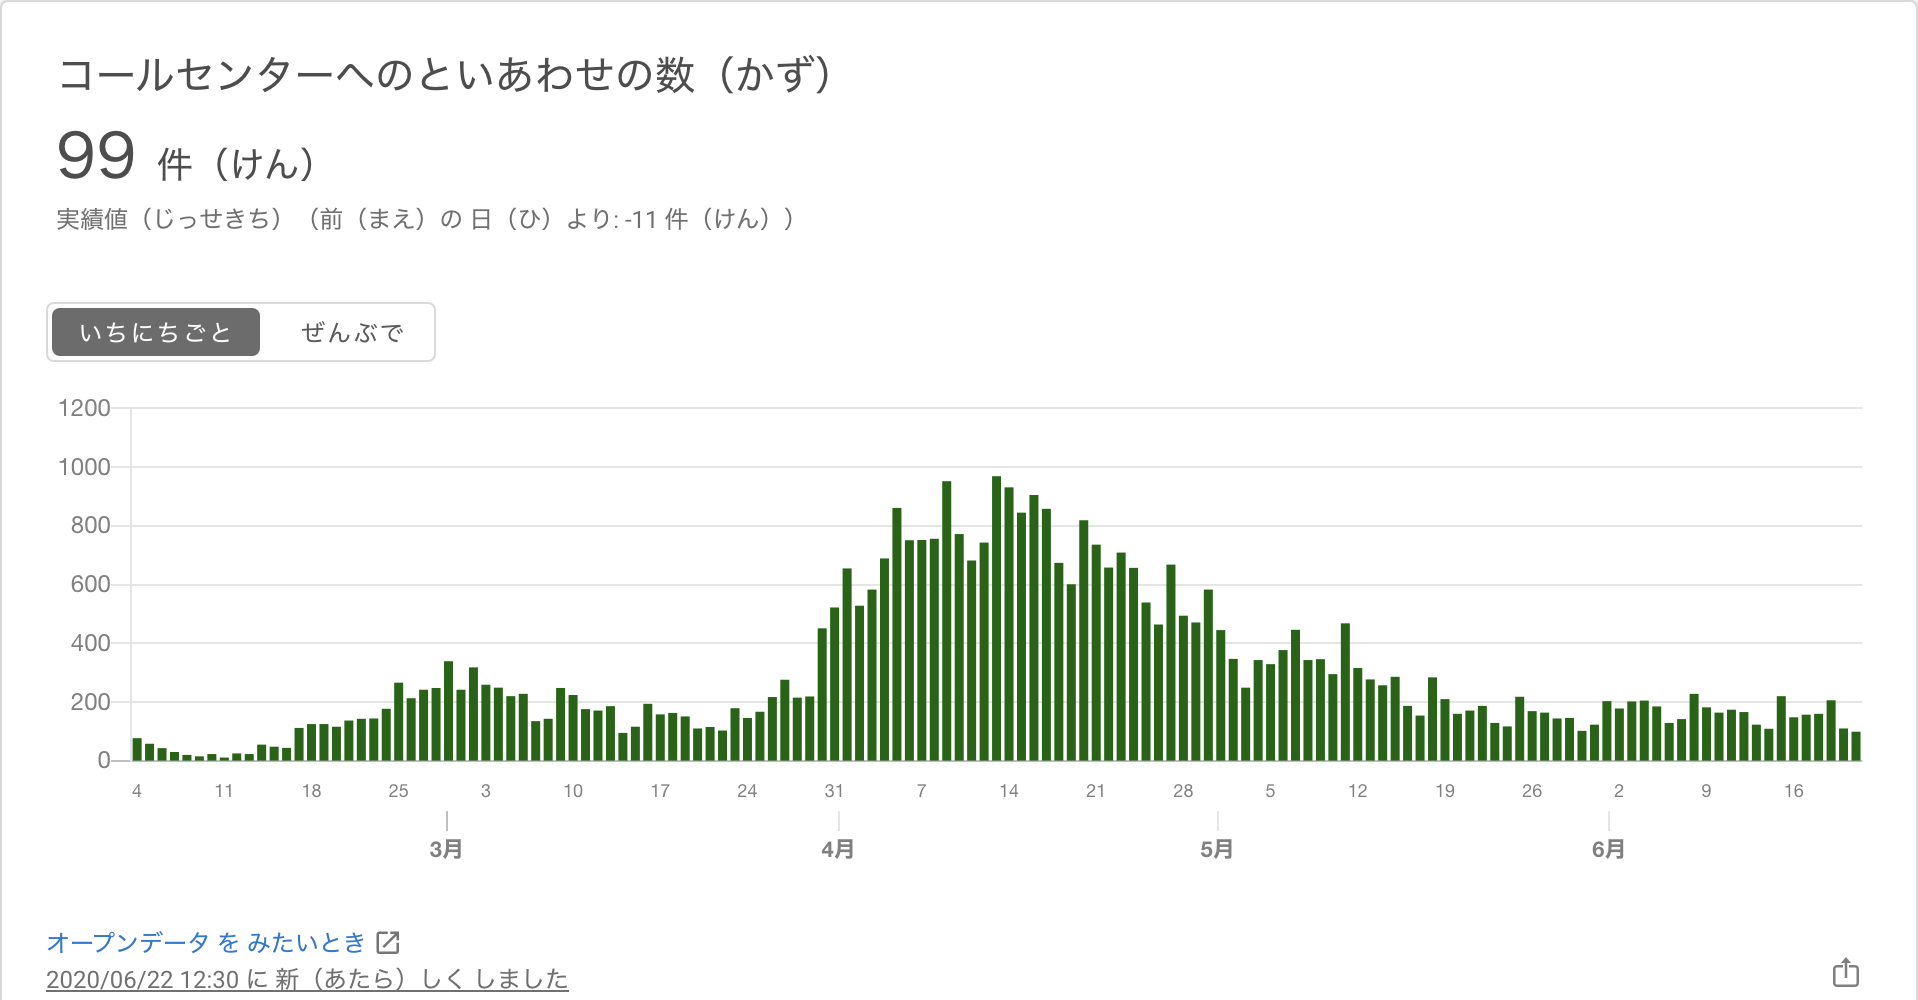 コールセンターへのといあわせの数（かず）
99 件（けん）
実績値（じっせきち）（前（まえ）の 日（ひ）より: -11 件（けん））
いちにちごと ぜんぶで
1200
1000
800
600
400
200
0
4 11 18 25 3 10 17 24 31 7 14 21 28 5 12 19 26 2 9 16
3月 4月 5月 6月
オープンデータ を みたいとき
2020/06/22 12:30 に 新（あたら）しく しました